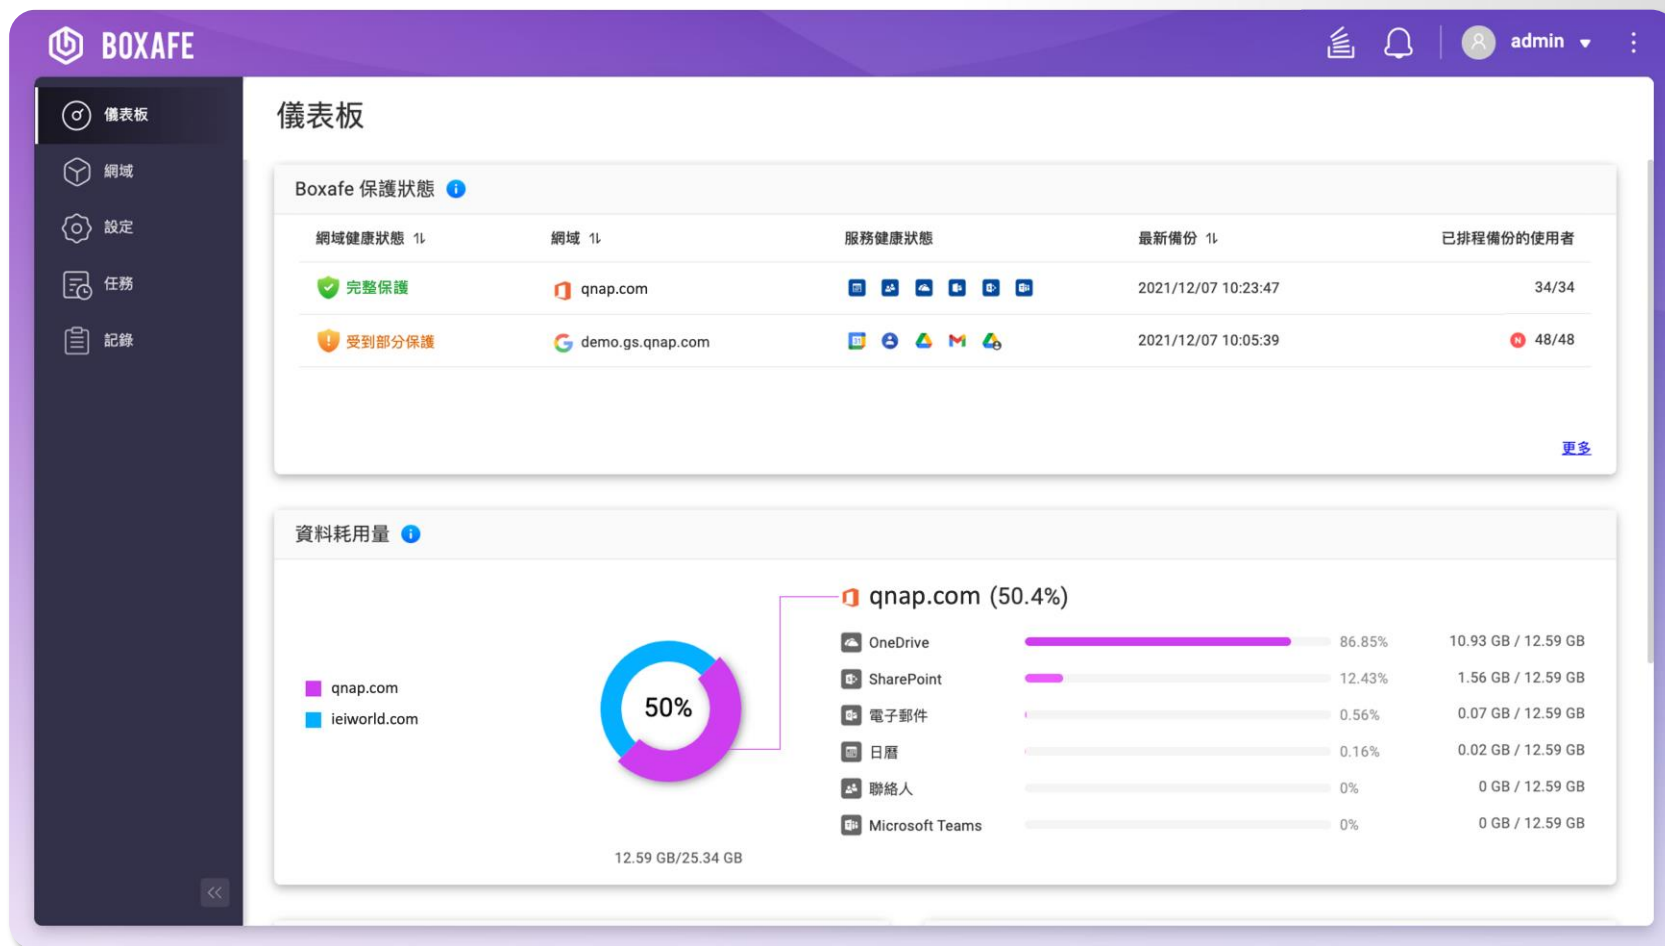 BOXAFE
admin
儀表板
網域
設定
任務
記錄
儀表板
Boxafe 保護狀態
網域健康狀態 網域 服務健康狀態 最新備份 已排程備份的使用者
完整保護 qnap.com 2021/12/07 10:23:47 34/34
受到部分保護 demo.gs.qnap.com 2021/12/07 10:05:39 N 48/48
更多
資料耗用量
qnap.com
ieiworld.com
50%
12.59 GB/25.34 GB
qnap.com (50.4%)
OneDrive 86.85% 10.93 GB / 12.59 GB
SharePoint 12.43% 1.56 GB / 12.59 GB
電子郵件 0.56% 0.07 GB / 12.59 GB
日曆 0.16% 0.02 GB / 12.59 GB
聯絡人 0% 0 GB / 12.59 GB
Microsoft Teams 0% 0 GB / 12.59 GB